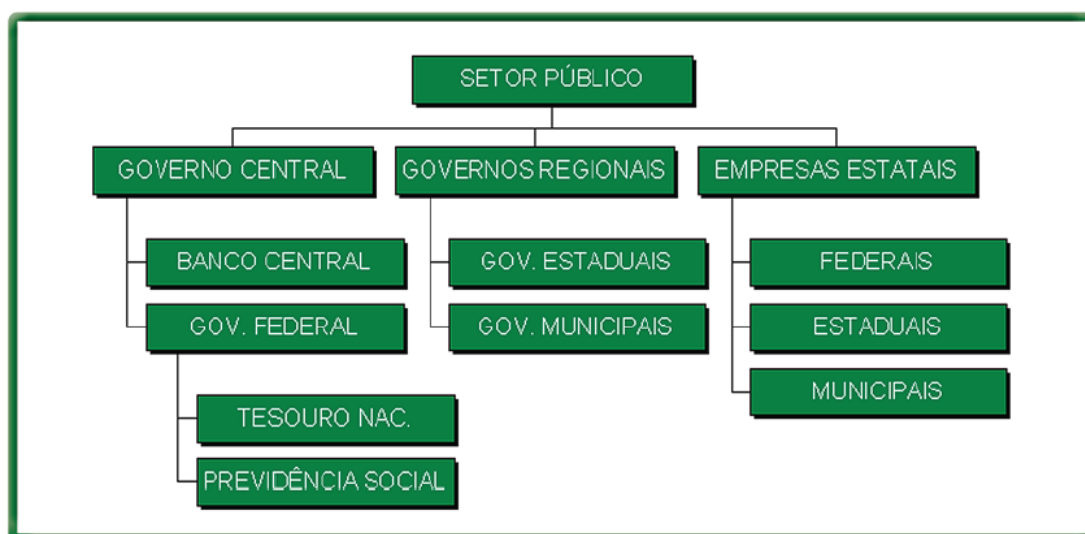 SETOR PÚBLICO
GOVERNO CENTRAL
GOVERNOS REGIONAIS
EMPRESAS ESTATAIS
BANCO CENTRAL
GOV. ESTADUAIS
FEDERAIS
GOV. FEDERAL
GOV. MUNICIPAIS
ESTADUAIS
MUNICIPAIS
TESOURO NAC.
PREVIDÊNCIA SOCIAL